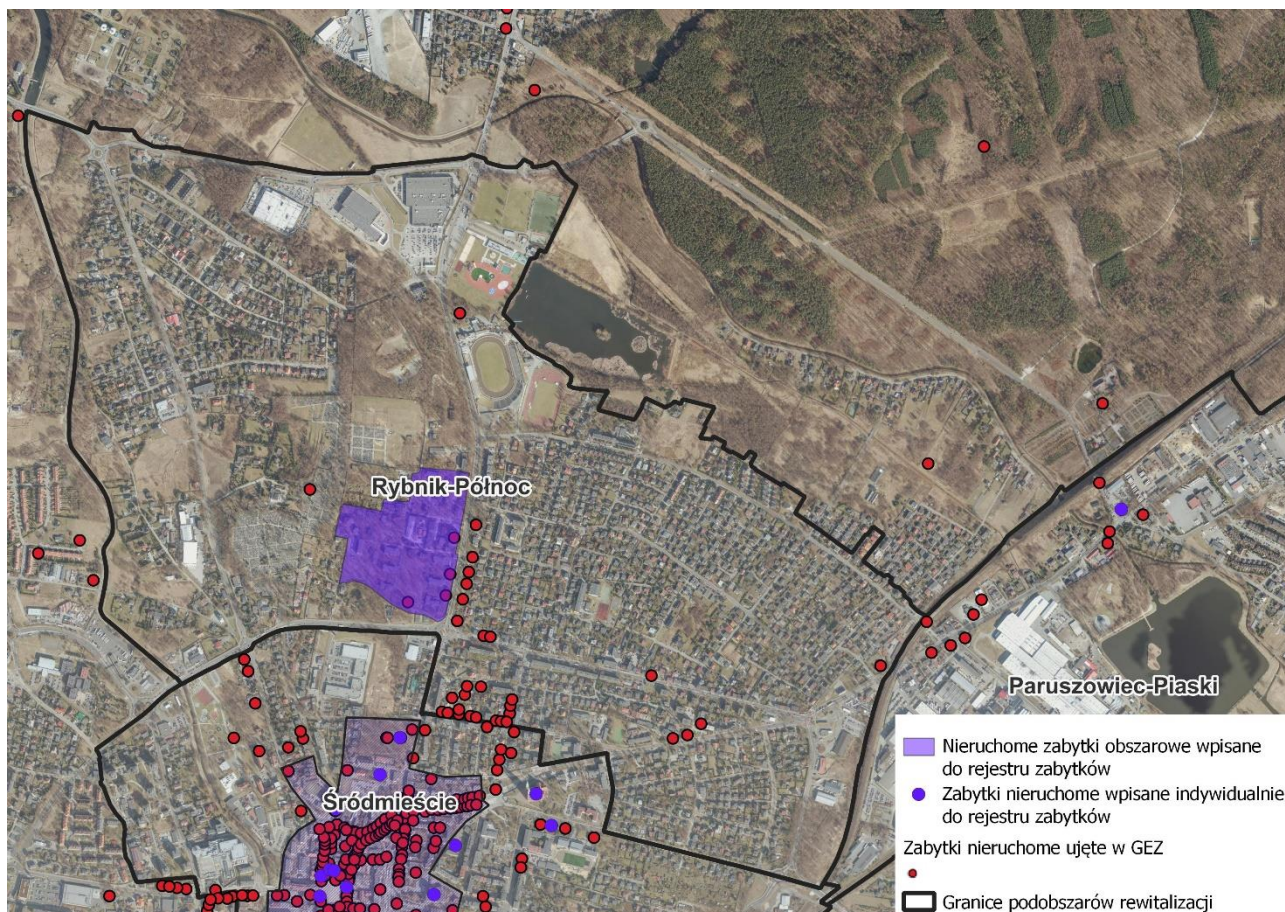 Rybnik-Północ
Paruszowiec-Piaski
Śródmieście
Nieruchome zabytki obszarowe wpisane
do rejestru zabytków
Zabytki nieruchome wpisane indywidualnie
do rejestru zabytków
Zabytki nieruchome ujęte w GEZ
Granice podobszarów rewitalizacji